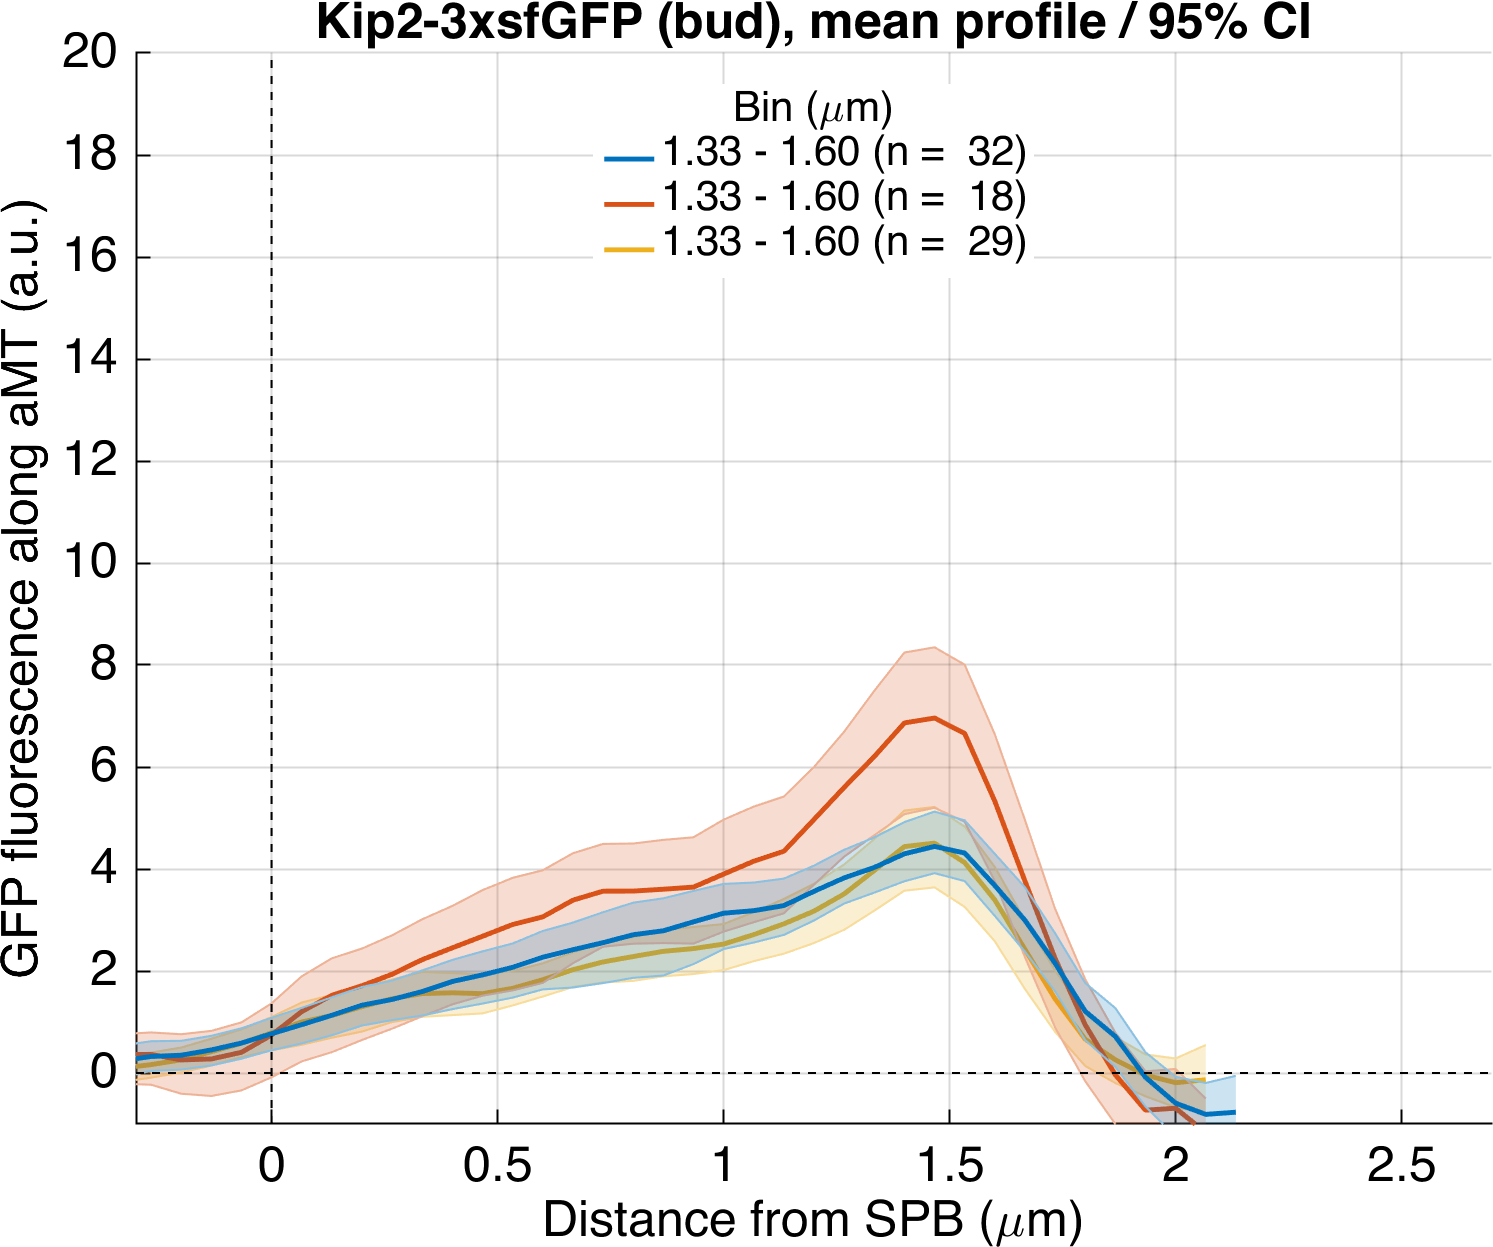 Kip2-3xsfGFP (bud), mean profile / 95% CI
Bin (μm)
1.33 - 1.60 (n = 32)
1.33 - 1.60 (n = 18)
1.33 - 1.60 (n = 29)
GFP fluorescence along aMT (a.u.)
20
18
16
14
12
10
8
6
4
2
0
0 0.5 1 1.5 2 2.5
Distance from SPB (μm)